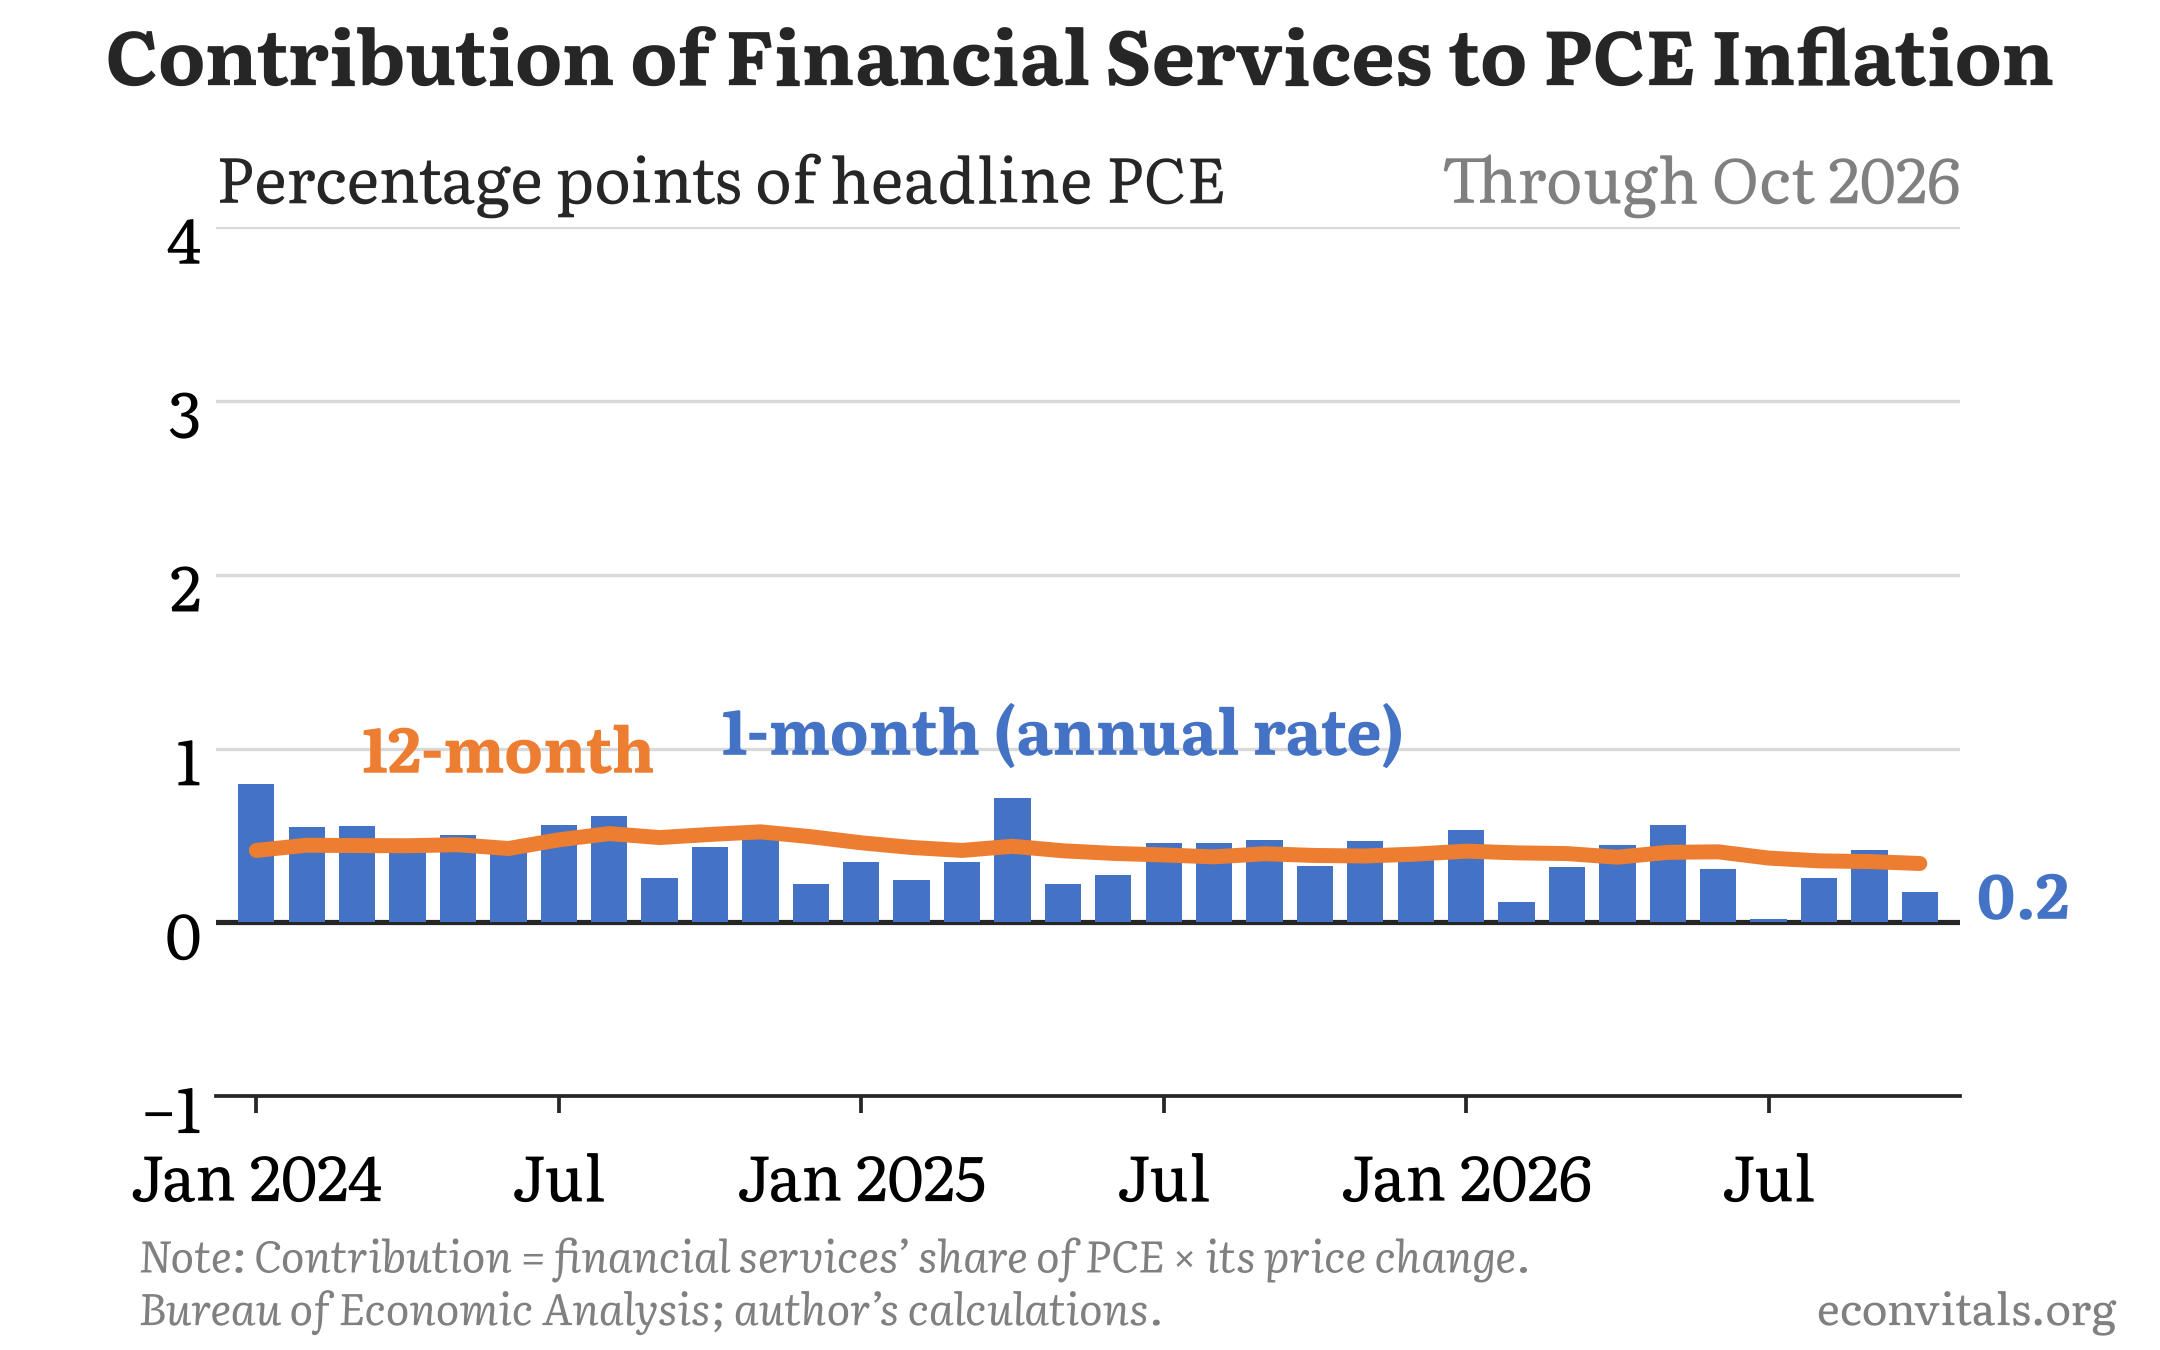 Contribution of Financial Services to PCE Inflation
Percentage points of headline PCE
Through Oct 2026
4
3
2
1
0
−1
12-month
1-month (annual rate)
0.2
Jan 2024
Jul
Jan 2025
Jul
Jan 2026
Jul
Note: Contribution = financial services’ share of PCE × its price change.
Bureau of Economic Analysis; author’s calculations.
econvitals.org